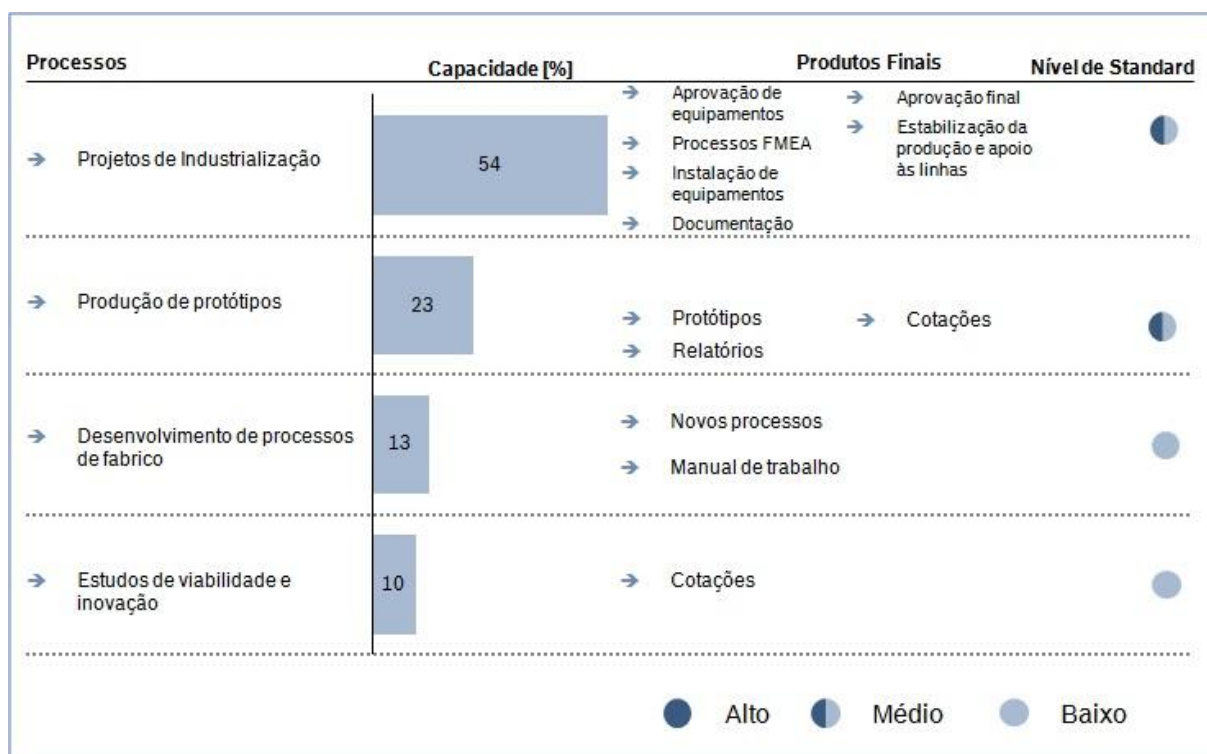 Processos
Capacidade [%]
Produtos Finais
Nível de Standard
→ Projetos de Industrialização
54
→ Aprovação de
equipamentos
→ Processos FMEA
→ Instalação de
equipamentos
→ Documentação
→ Aprovação final
→ Estabilização da
produção e apoio
às linhas
→ Produção de protótipos
23
→ Protótipos
→ Relatórios
→ Cotações
→ Desenvolvimento de processos
de fabrico
13
→ Novos processos
→ Manual de trabalho
→ Estudos de viabilidade e
inovação
10
→ Cotações
Alto
Médio
Baixo